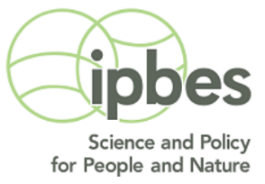 ipbes
Science and Policy
for People and Nature